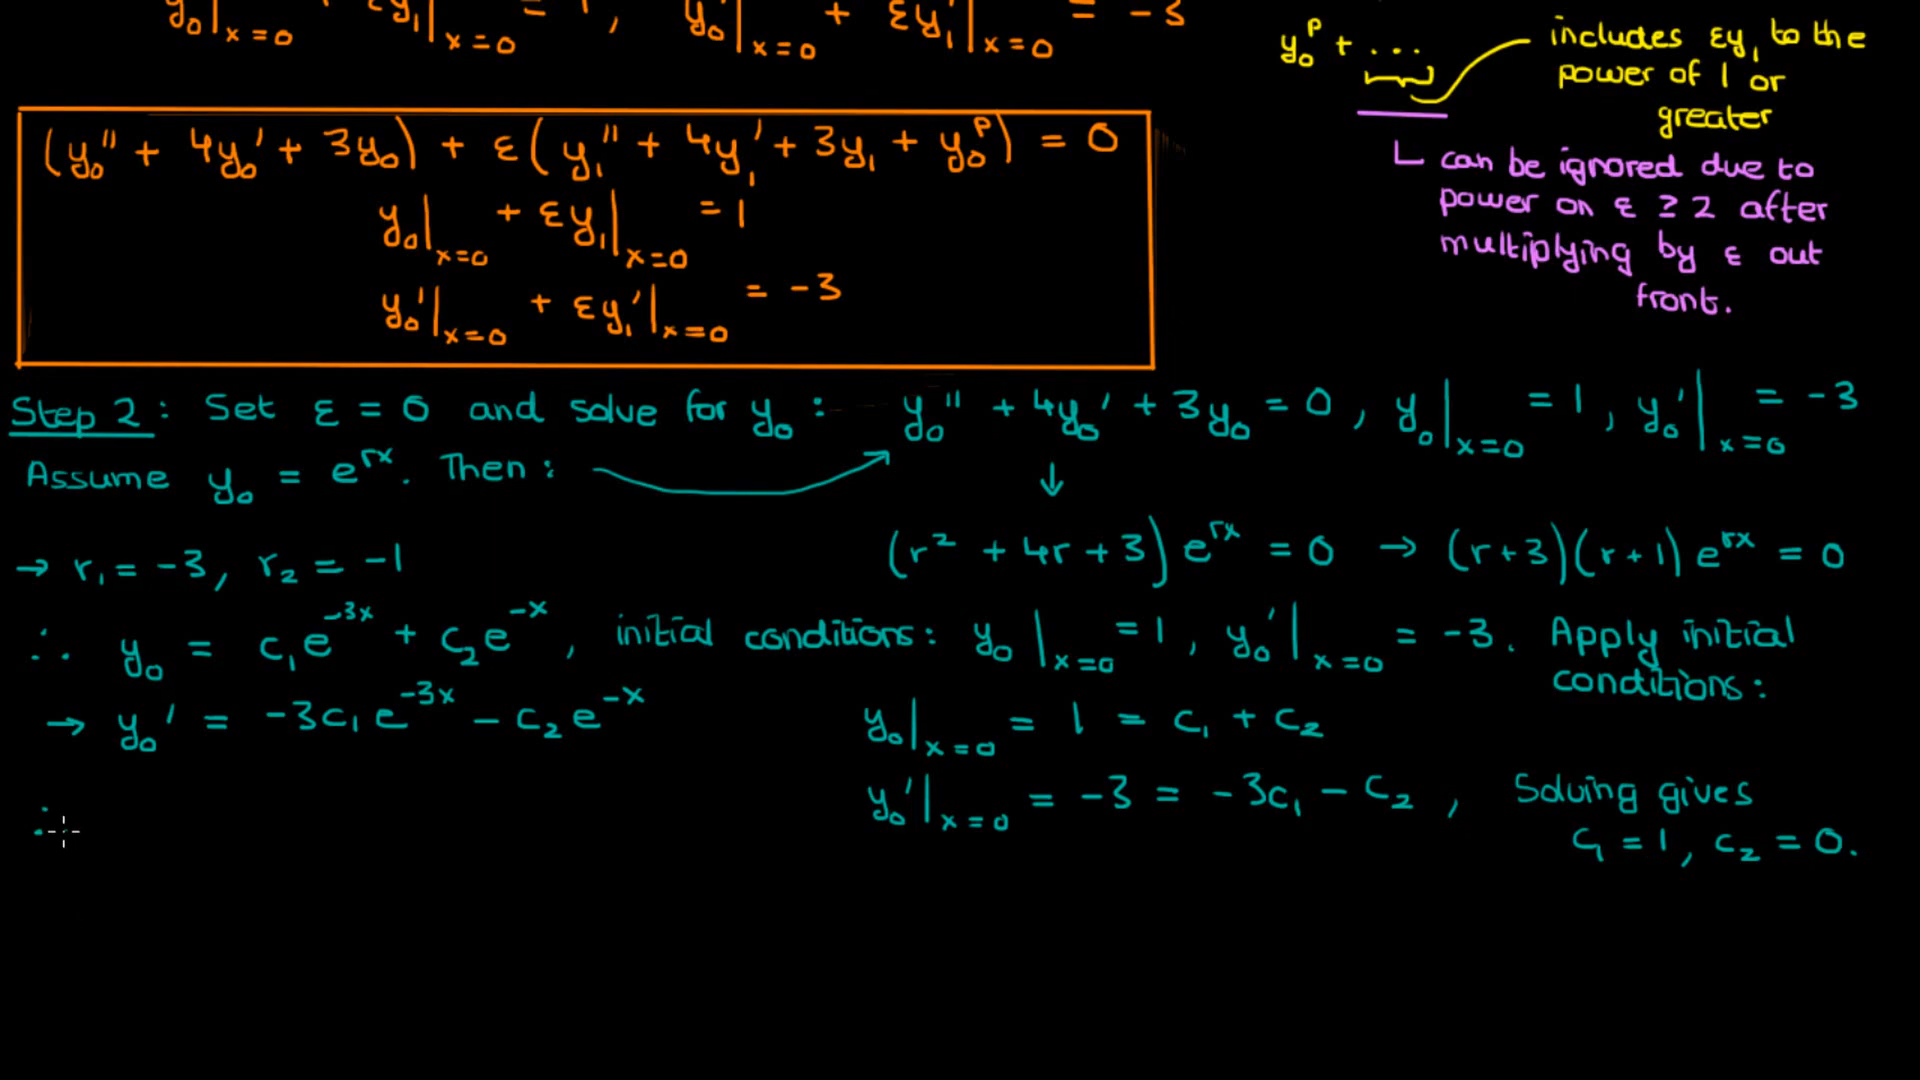 y₀|ₓ₌₀ + εy₁|ₓ₌₀ = 1, y₀'|ₓ₌₀ + εy₁'|ₓ₌₀ = -3
y₀ᵖ + ...
includes εy₁ to the
power of 1 or
greater
can be ignored due to
power on ε ≥ 2 after
multiplying by ε out
front.
(y₀'' + 4y₀' + 3y₀) + ε(y₁'' + 4y₁' + 3y₁ + y₀ᵖ) = 0
y₀|ₓ₌₀ + εy₁|ₓ₌₀ = 1
y₀'|ₓ₌₀ + εy₁'|ₓ₌₀ = -3
Step 2: Set ε = 0 and solve for y₀: y₀'' + 4y₀' + 3y₀ = 0, y₀|ₓ₌₀ = 1, y₀'|ₓ₌₀ = -3
Assume y₀ = e^(rx). Then:
(r² + 4r + 3)e^(rx) = 0 → (r+3)(r+1)e^(rx) = 0
→ r₁ = -3, r₂ = -1
∴ y₀ = c₁e^(-3x) + c₂e^(-x), initial conditions: y₀|ₓ₌₀ = 1, y₀'|ₓ₌₀ = -3. Apply initial
conditions:
→ y₀' = -3c₁e^(-3x) - c₂e^(-x)
y₀|ₓ₌₀ = 1 = c₁ + c₂
y₀'|ₓ₌₀ = -3 = -3c₁ - c₂, Solving gives
c₁ = 1, c₂ = 0.